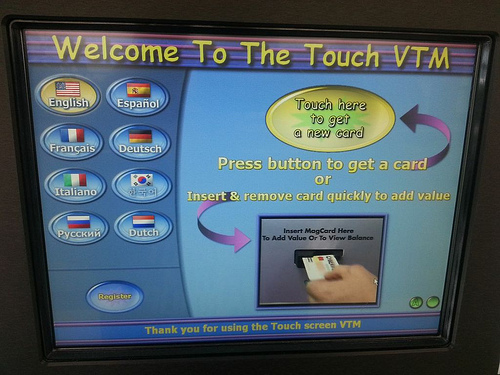 Welcome To The Touch VTM
English
Español
Français
Deutsch
Italiano
한국어
Русский
Dutch
Register
Touch here
to get
a new card
Press button to get a card
or
Insert & remove card quickly to add value
Insert MagCard Here
To Add Value Or To View Balance
Thank you for using the Touch screen VTM